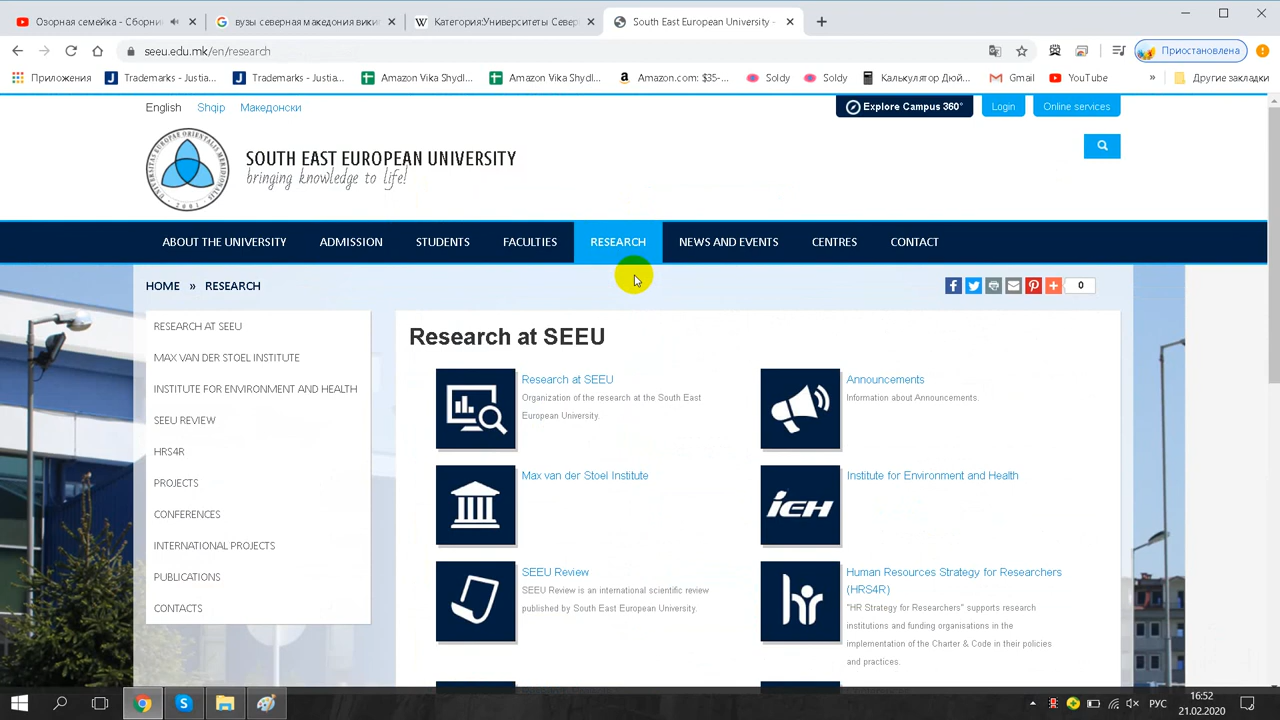 Озорная семейка - Сборник
вузы северная македония вики
Категория:Университеты Север
South East European University -
seeu.edu.mk/en/research
Приостановлена
Приложения
Trademarks - Justia...
Trademarks - Justia...
Amazon Vika Shydl...
Amazon Vika Shydl...
Amazon.com: $35-...
Soldy
Soldy
Калькулятор Дюй...
Gmail
YouTube
»
Другие закладки
English Shqip Македонски
Explore Campus 360°
Login
Online services
SOUTH EAST EUROPEAN UNIVERSITY
bringing knowledge to life!
ABOUT THE UNIVERSITY
ADMISSION
STUDENTS
FACULTIES
RESEARCH
NEWS AND EVENTS
CENTRES
CONTACT
HOME » RESEARCH
0
RESEARCH AT SEEU
MAX VAN DER STOEL INSTITUTE
INSTITUTE FOR ENVIRONMENT AND HEALTH
SEEU REVIEW
HRS4R
PROJECTS
CONFERENCES
INTERNATIONAL PROJECTS
PUBLICATIONS
CONTACTS
Research at SEEU
Research at SEEU
Organization of the research at the South East
European University.
Announcements
Information about Announcements.
Max van der Stoel Institute
IEH
Institute for Environment and Health
SEEU Review
SEEU Review is an international scientific review
published by South East European University.
Human Resources Strategy for Researchers
(HRS4R)
"HR Strategy for Researchers" supports research
institutions and funding organisations in the
implementation of the Charter & Code in their policies
and practices.
РУС
16:52
21.02.2020